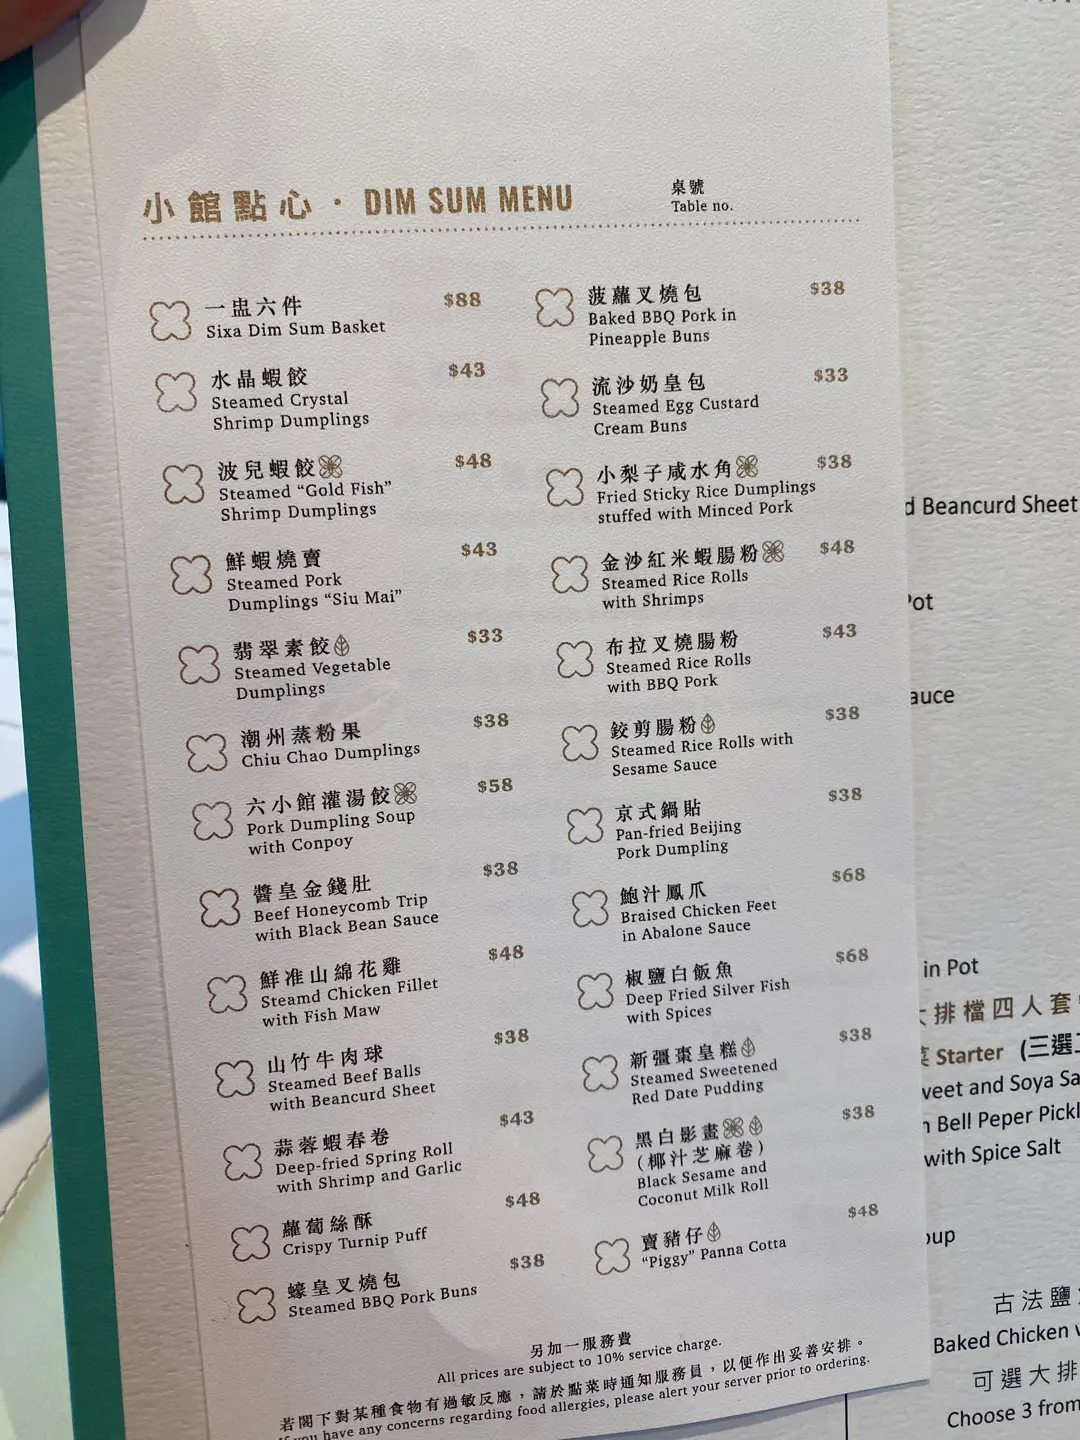 小館點心・DIM SUM MENU
桌號
Table no.
一盅六件 $88
Sixa Dim Sum Basket
水晶蝦餃 $43
Steamed Crystal
Shrimp Dumplings
波兒蝦餃 $48
Steamed “Gold Fish”
Shrimp Dumplings
鮮蝦燒賣 $43
Steamed Pork
Dumplings “Siu Mai”
翡翠素餃 $33
Steamed Vegetable
Dumplings
潮州蒸粉果 $38
Chiu Chao Dumplings
六小館灌湯餃 $58
Pork Dumpling Soup
with Conpoy
醬皇金錢肚 $38
Beef Honeycomb Trip
with Black Bean Sauce
鮮准山綿花雞 $48
Steamd Chicken Fillet
with Fish Maw
山竹牛肉球 $38
Steamed Beef Balls
with Beancurd Sheet
蒜蓉蝦春卷 $43
Deep-fried Spring Roll
with Shrimp and Garlic
蘿蔔絲酥 $48
Crispy Turnip Puff
蠔皇叉燒包 $38
Steamed BBQ Pork Buns
菠蘿叉燒包 $38
Baked BBQ Pork in
Pineapple Buns
流沙奶皇包 $33
Steamed Egg Custard
Cream Buns
小梨子咸水角 $38
Fried Sticky Rice Dumplings
stuffed with Minced Pork
金沙紅米蝦腸粉 $48
Steamed Rice Rolls
with Shrimps
布拉叉燒腸粉 $43
Steamed Rice Rolls
with BBQ Pork
鉸剪腸粉 $38
Steamed Rice Rolls with
Sesame Sauce
京式鍋貼 $38
Pan-fried Beijing
Pork Dumpling
鮑汁鳳爪 $68
Braised Chicken Feet
in Abalone Sauce
椒鹽白飯魚 $68
Deep Fried Silver Fish
with Spices
新疆棗皇糕 $38
Steamed Sweetened
Red Date Pudding
黑白影畫 $38
(椰汁芝麻卷)
Black Sesame and
Coconut Milk Roll
賣豬仔 $48
“Piggy” Panna Cotta
另加一服務費
All prices are subject to 10% service charge.
若閣下對某種食物有過敏反應，請於點菜時通知服務員，以便作出妥善安排。
If you have any concerns regarding food allergies, please alert your server prior to ordering.
d Beancurd Sheet
Pot
auce
in Pot
大排檔四人套
菜 Starter (三選
weet and Soya Sa
n Bell Peper Pickl
with Spice Salt
oup
古法鹽
Baked Chicken
可選大排
Choose 3 from